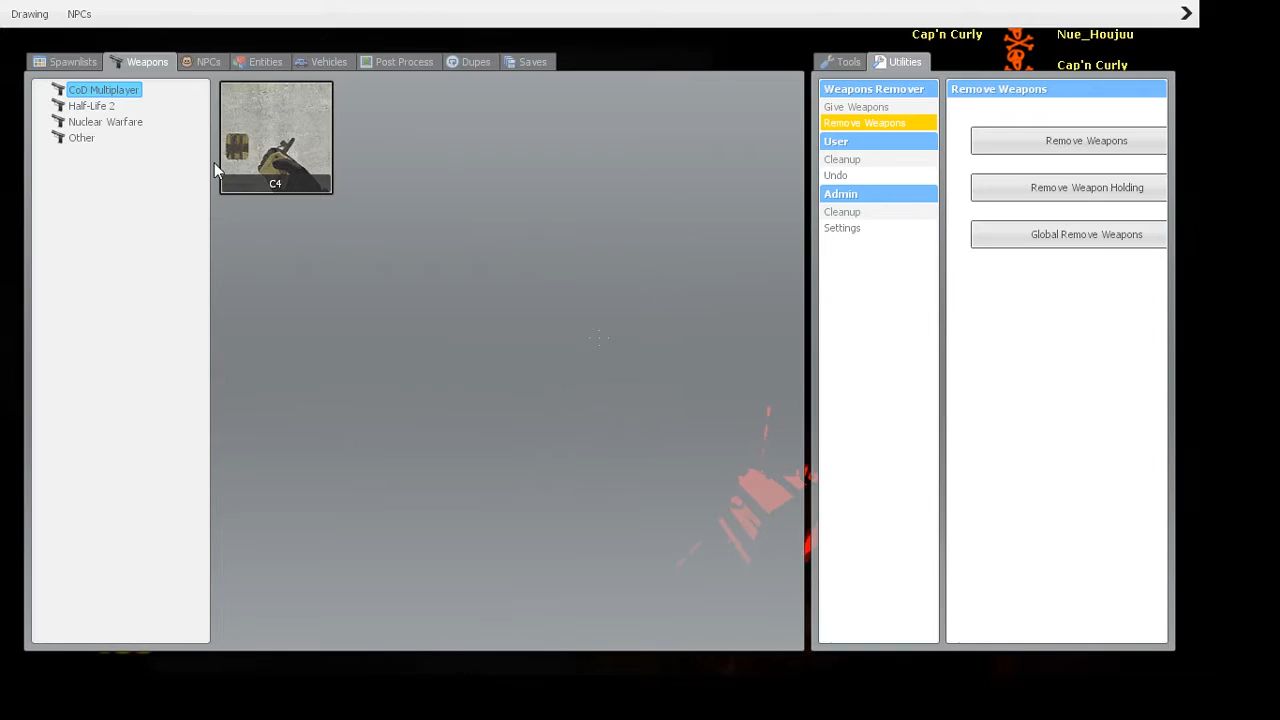 Drawing NPCs
Cap'n Curly Nue_Houjuu
Cap'n Curly
Spawnlists Weapons NPCs Entities Vehicles Post Process Dupes Saves
CoD Multiplayer
Half-Life 2
Nuclear Warfare
Other
C4
Tools Utilities
Weapons Remover
Give Weapons
Remove Weapons
User
Cleanup
Undo
Admin
Cleanup
Settings
Remove Weapons
Remove Weapons
Remove Weapon Holding
Global Remove Weapons